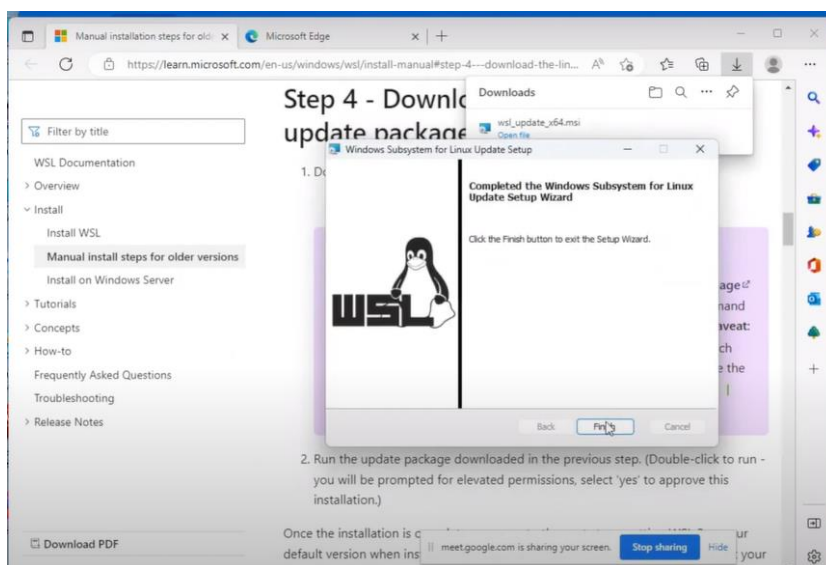 Manual installation steps for old
Microsoft Edge
https://learn.microsoft.com/en-us/windows/wsl/install-manual#step-4---download-the-lin...
Downloads
wsl_update_x64.msi
Open file
Filter by title
WSL Documentation
Overview
Install
Install WSL
Manual install steps for older versions
Install on Windows Server
Tutorials
Concepts
How-to
Frequently Asked Questions
Troubleshooting
Release Notes
Download PDF
Step 4 -
update package
1.
Windows Subsystem for Linux Update Setup
Completed the Windows Subsystem for Linux
Update Setup Wizard
Click the Finish button to exit the Setup Wizard.
WSL
Back
Cancel
the
2. Run the update package downloaded in the previous step. (Double-click to run -
you will be prompted for elevated permissions, select 'yes' to approve this
installation.)
Once the installation is
default version when
your
meet.google.com is sharing your screen.
Stop sharing
Hide